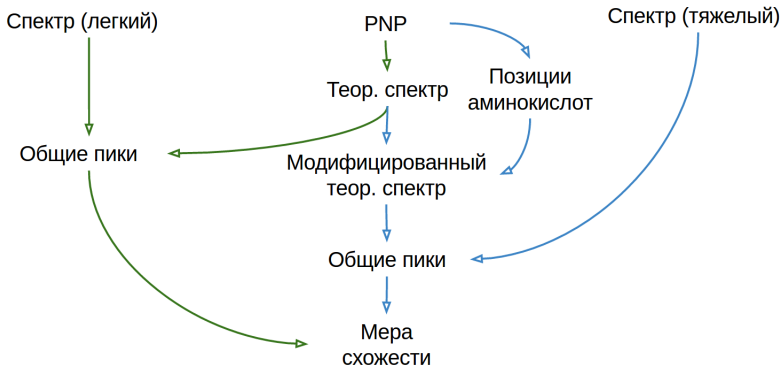 Спектр (легкий)
PNP
Спектр (тяжелый)
Теор. спектр
Позиции
аминокислот
Общие пики
Модифицированный
теор. спектр
Общие пики
Мера
схожести